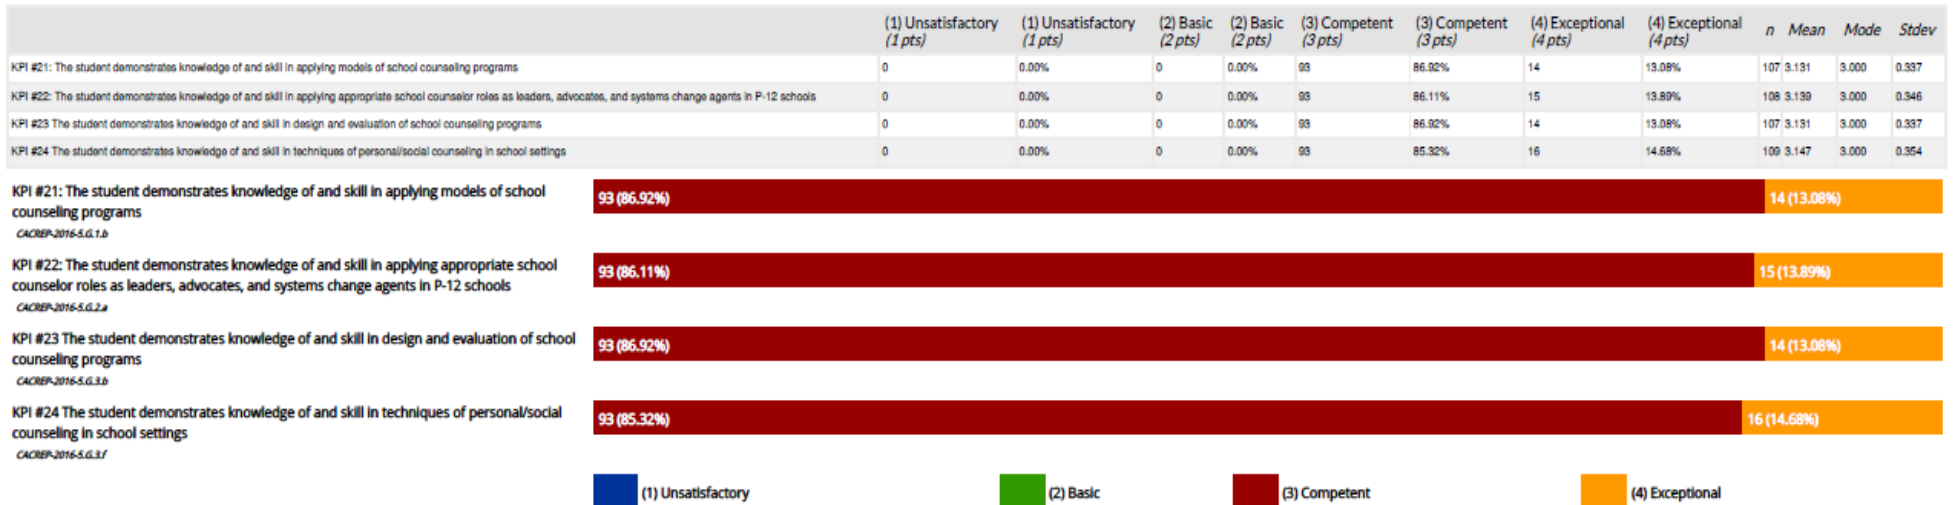 (1) Unsatisfactory (1 pts) (1) Unsatisfactory (1 pts) (2) Basic (2 pts) (2) Basic (2 pts) (3) Competent (3 pts) (3) Competent (3 pts) (4) Exceptional (4 pts) (4) Exceptional (4 pts) n Mean Mode Stdev
KPI #21: The student demonstrates knowledge of and skill in applying models of school counseling programs 0 0.00% 0 0.00% 93 86.92% 14 13.08% 107 3.131 3.000 0.337
KPI #22: The student demonstrates knowledge of and skill in applying appropriate school counselor roles as leaders, advocates, and systems change agents in P-12 schools 0 0.00% 0 0.00% 93 86.11% 15 13.89% 108 3.139 3.000 0.346
KPI #23 The student demonstrates knowledge of and skill in design and evaluation of school counseling programs 0 0.00% 0 0.00% 93 86.92% 14 13.08% 107 3.131 3.000 0.337
KPI #24 The student demonstrates knowledge of and skill in techniques of personal/social counseling in school settings 0 0.00% 0 0.00% 93 85.32% 16 14.68% 109 3.147 3.000 0.354
KPI #21: The student demonstrates knowledge of and skill in applying models of school
counseling programs
CACREP-2016-5.G.1.b
93 (86.92%) 14 (13.08%)
KPI #22: The student demonstrates knowledge of and skill in applying appropriate school
counselor roles as leaders, advocates, and systems change agents in P-12 schools
CACREP-2016-5.G.2.a
93 (86.11%) 15 (13.89%)
KPI #23 The student demonstrates knowledge of and skill in design and evaluation of school
counseling programs
CACREP-2016-5.G.3.b
93 (86.92%) 14 (13.08%)
KPI #24 The student demonstrates knowledge of and skill in techniques of personal/social
counseling in school settings
CACREP-2016-5.G.3.f
93 (85.32%) 16 (14.68%)
(1) Unsatisfactory (2) Basic (3) Competent (4) Exceptional